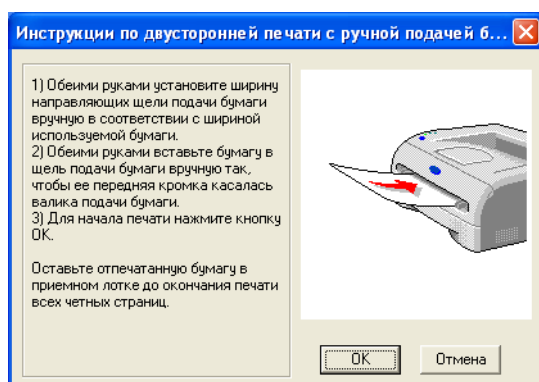 Инструкции по двусторонней печати с ручной подачей б...
1) Обеими руками установите ширину
направляющих щели подачи бумаги
вручную в соответствии с шириной
используемой бумаги.
2) Обеими руками вставьте бумагу в
щель подачи бумаги вручную так,
чтобы ее передняя кромка касалась
валика подачи бумаги.
3) Для начала печати нажмите кнопку
OK.
Оставьте отпечатанную бумагу в
приемном лотке до окончания печати
всех четных страниц.
OK
Отмена